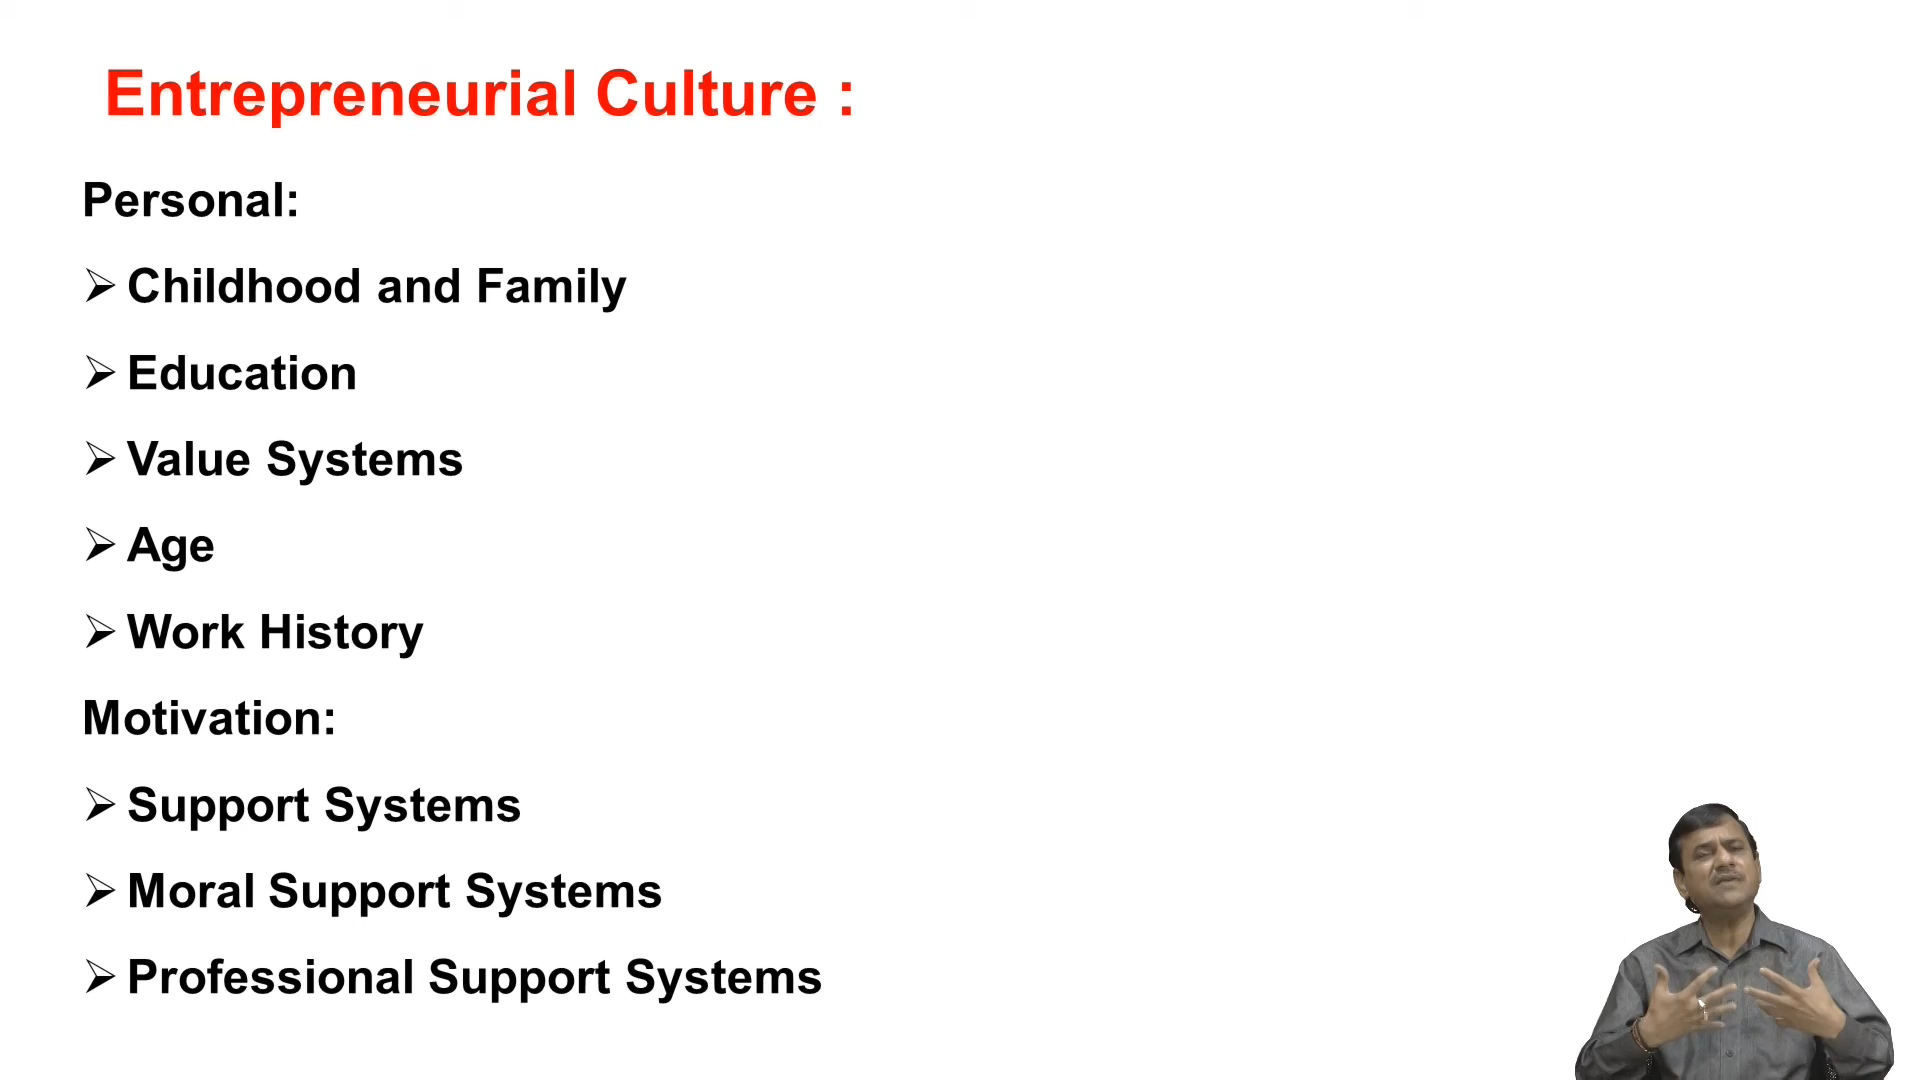 Entrepreneurial Culture :
Personal:
➢ Childhood and Family
➢ Education
➢ Value Systems
➢ Age
➢ Work History
Motivation:
➢ Support Systems
➢ Moral Support Systems
➢ Professional Support Systems